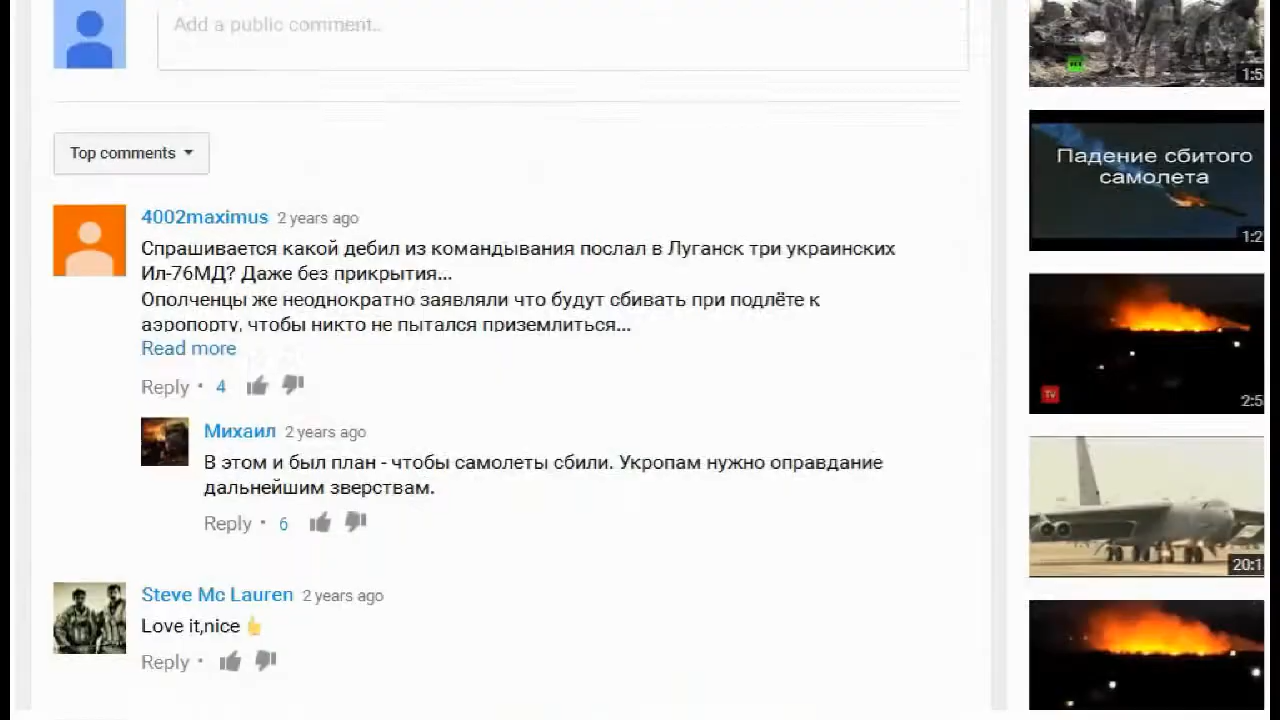 Add a public comment..
Top comments
4002maximus 2 years ago
Спрашивается какой дебил из командывания послал в Луганск три украинских
Ил-76МД? Даже без прикрытия...
Ополченцы же неоднократно заявляли что будут сбивать при подлёте к
аэропорту, чтобы никто не пытался приземлиться...
Read more
Reply • 4
Михаил 2 years ago
В этом и был план - чтобы самолеты сбили. Укропам нужно оправдание
дальнейшим зверствам.
Reply • 6
Steve Mc Lauren 2 years ago
Love it,nice 👍
Reply •
1:5
Падение сбитого
самолета
1:2
TV
2:5
20:1